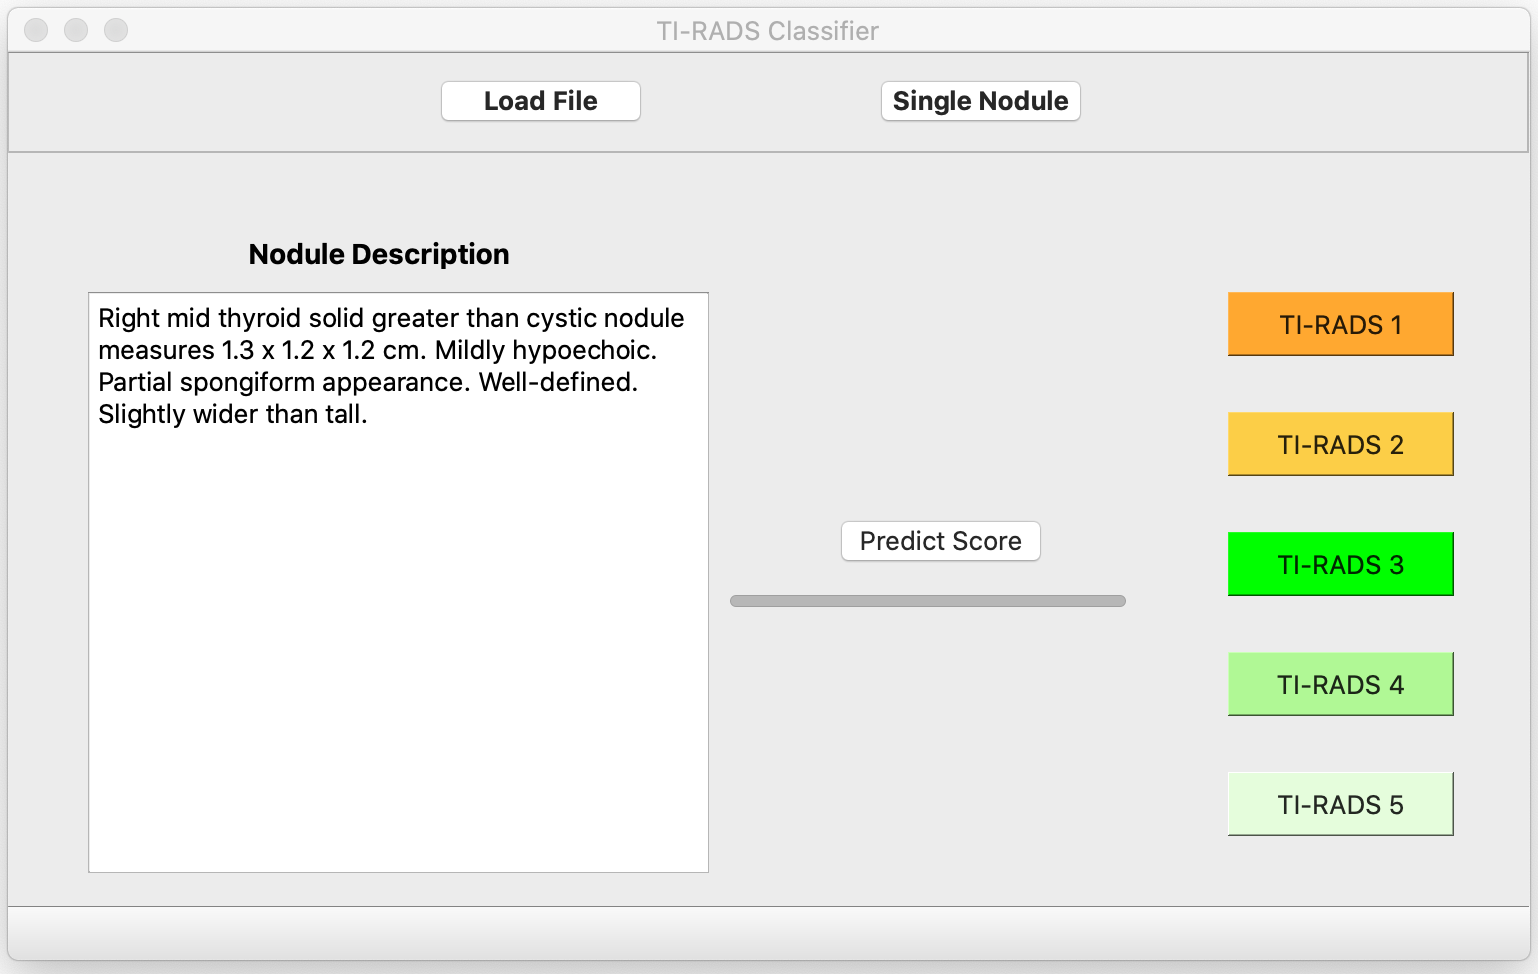 TI-RADS Classifier
Load File
Single Nodule
Nodule Description
Right mid thyroid solid greater than cystic nodule
measures 1.3 x 1.2 x 1.2 cm. Mildly hypoechoic.
Partial spongiform appearance. Well-defined.
Slightly wider than tall.
Predict Score
TI-RADS 1
TI-RADS 2
TI-RADS 3
TI-RADS 4
TI-RADS 5